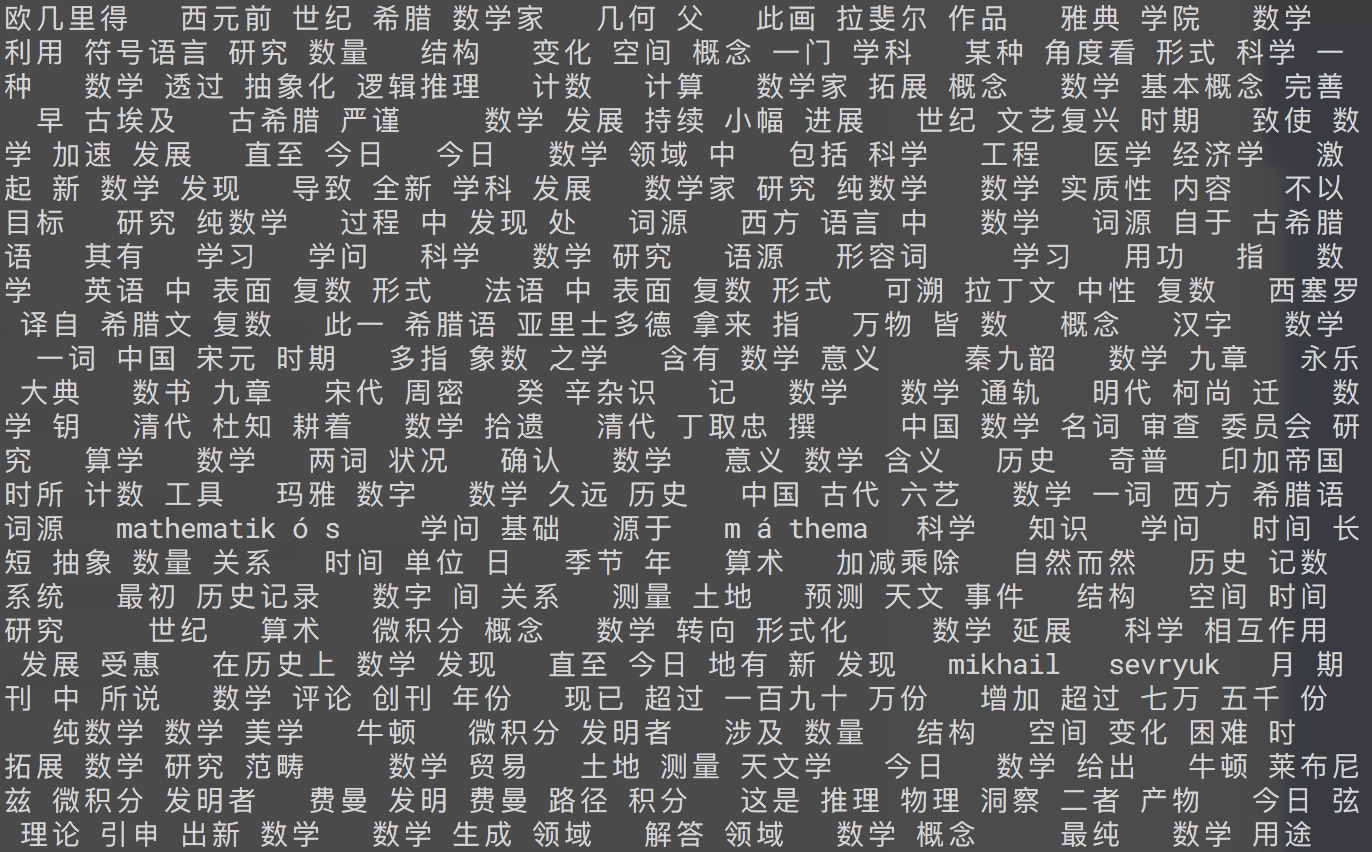 欧几里得   西元前 世纪 希腊 数学家   几何 父   此画 拉斐尔 作品   雅典 学院   数学
利用 符号语言 研究 数量   结构   变化 空间 概念 一门 学科   某种 角度看 形式 科学 一
种   数学 透过 抽象化 逻辑推理   计数   计算   数学家 拓展 概念   数学 基本概念 完善
早 古埃及   古希腊 严谨     数学 发展 持续 小幅 进展   世纪 文艺复兴 时期   致使 数
学 加速 发展   直至 今日   今日   数学 领域 中   包括 科学   工程   医学 经济学   激
起 新 数学 发现   导致 全新 学科 发展   数学家 研究 纯数学   数学 实质性 内容   不以
目标   研究 纯数学   过程 中 发现 处   词源   西方 语言 中   数学   词源 自于 古希腊
语   其有   学习   学问   科学   数学 研究   语源   形容词     学习   用功   指   数
学   英语 中 表面 复数 形式   法语 中 表面 复数 形式   可溯 拉丁文 中性 复数   西塞罗
译自 希腊文 复数   此一 希腊语 亚里士多德 拿来 指   万物 皆 数   概念   汉字   数学
一词 中国 宋元 时期   多指 象数 之学   含有 数学 意义     秦九韶   数学 九章   永乐
大典   数书 九章   宋代 周密   癸 辛杂识   记   数学   数学 通轨   明代 柯尚 迁   数
学 钥   清代 杜知 耕着   数学 拾遗   清代 丁取忠 撰     中国 数学 名词 审查 委员会 研
究   算学   数学   两词 状况   确认   数学   意义 数学 含义   历史   奇普   印加帝国
时所 计数 工具   玛雅 数字   数学 久远 历史   中国 古代 六艺   数学 一词 西方 希腊语
词源   mathematik ó s     学问 基础   源于   m á thema   科学   知识   学问   时间 长
短 抽象 数量 关系   时间 单位 日   季节 年   算术   加减乘除   自然而然   历史 记数
系统   最初 历史记录   数字 间 关系   测量 土地   预测 天文 事件   结构   空间 时间
研究     世纪   算术   微积分 概念   数学 转向 形式化     数学 延展   科学 相互作用
发展 受惠   在历史上 数学 发现   直至 今日 地有 新 发现   mikhail   sevryuk   月 期
刊 中 所说   数学 评论 创刊 年份   现已 超过 一百九十 万份   增加 超过 七万 五千 份
纯数学 数学 美学   牛顿   微积分 发明者   涉及 数量   结构   空间 变化 困难 时
拓展 数学 研究 范畴     数学 贸易   土地 测量 天文学   今日   数学 给出   牛顿 莱布尼
兹 微积分 发明者   费曼 发明 费曼 路径 积分   这是 推理 物理 洞察 二者 产物   今日 弦
理论 引申 出新 数学   数学 生成 领域   解答 领域   数学 概念     最纯   数学 用途